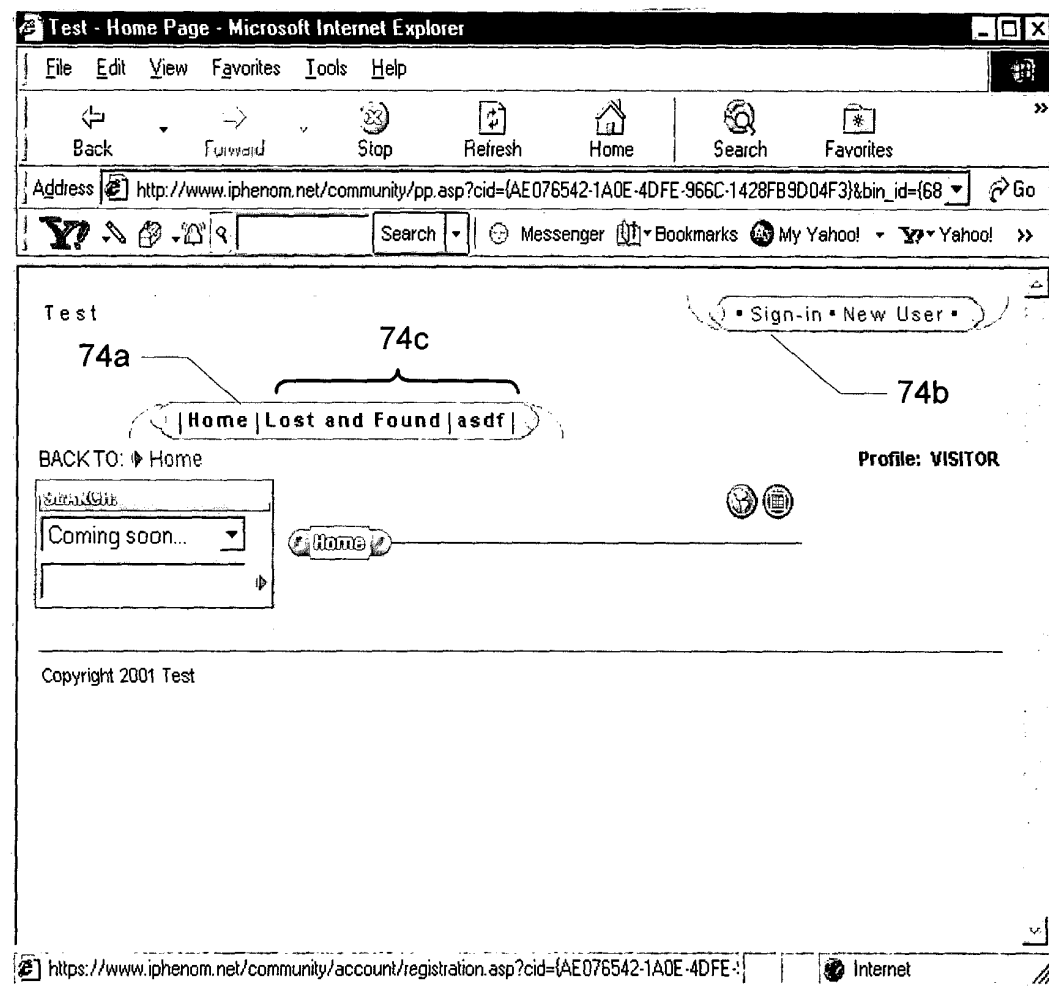 Test - Home Page - Microsoft Internet Explorer
File Edit View Favorites Tools Help
Back Forward Stop Refresh Home Search Favorites »
Address http://www.iphenom.net/community/pp.asp?cid={AE076542-1A0E-4DFE-966C-1428FB9D04F3}&bin_id={68 Go
Y! Search Messenger Bookmarks My Yahoo! Y! Yahoo! »
Test
• Sign-in • New User •
74a
74c
74b
|Home|Lost and Found|asdf|
BACK TO: Home
Profile: VISITOR
SEARCH:
Coming soon...
Home
Copyright 2001 Test
https://www.iphenom.net/community/account/registration.asp?cid={AE076542-1A0E-4DFE- Internet